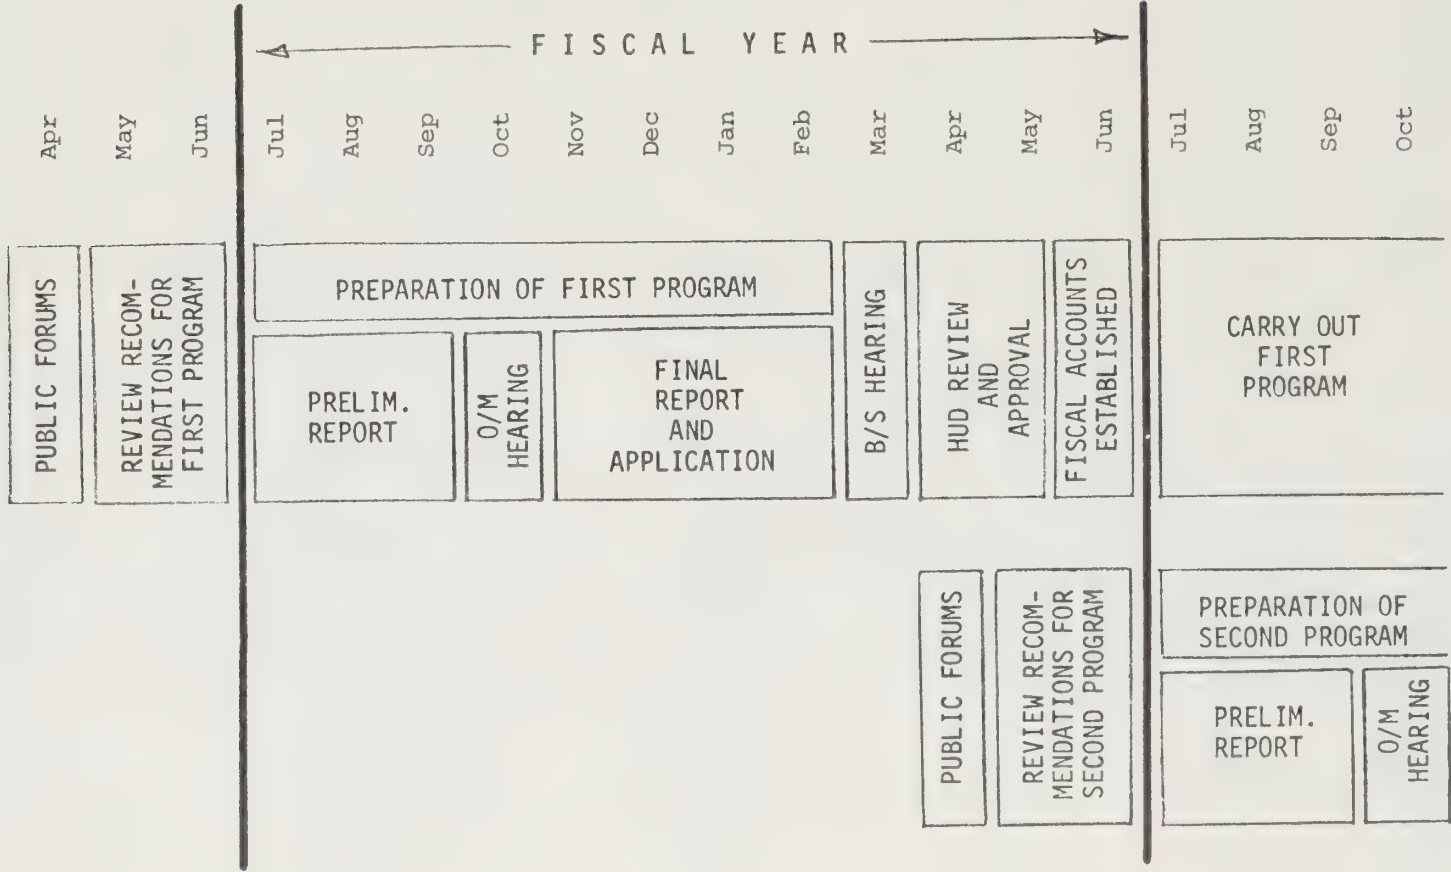 FISCAL YEAR
Apr
May
Jun
Jul
Aug
Sep
Oct
Nov
Dec
Jan
Feb
Mar
Apr
May
Jun
Jul
Aug
Sep
Oct
PUBLIC FORUMS
REVIEW RECOM-
MENDATIONS FOR
FIRST PROGRAM
PREPARATION OF FIRST PROGRAM
PRELIM.
REPORT
O/M
HEARING
FINAL
REPORT
AND
APPLICATION
B/S HEARING
HUD REVIEW
AND
APPROVAL
FISCAL ACCOUNTS
ESTABLISHED
CARRY OUT
FIRST
PROGRAM
PUBLIC FORUMS
REVIEW RECOM-
MENDATIONS FOR
SECOND PROGRAM
PREPARATION OF
SECOND PROGRAM
PRELIM.
REPORT
O/M
HEARING